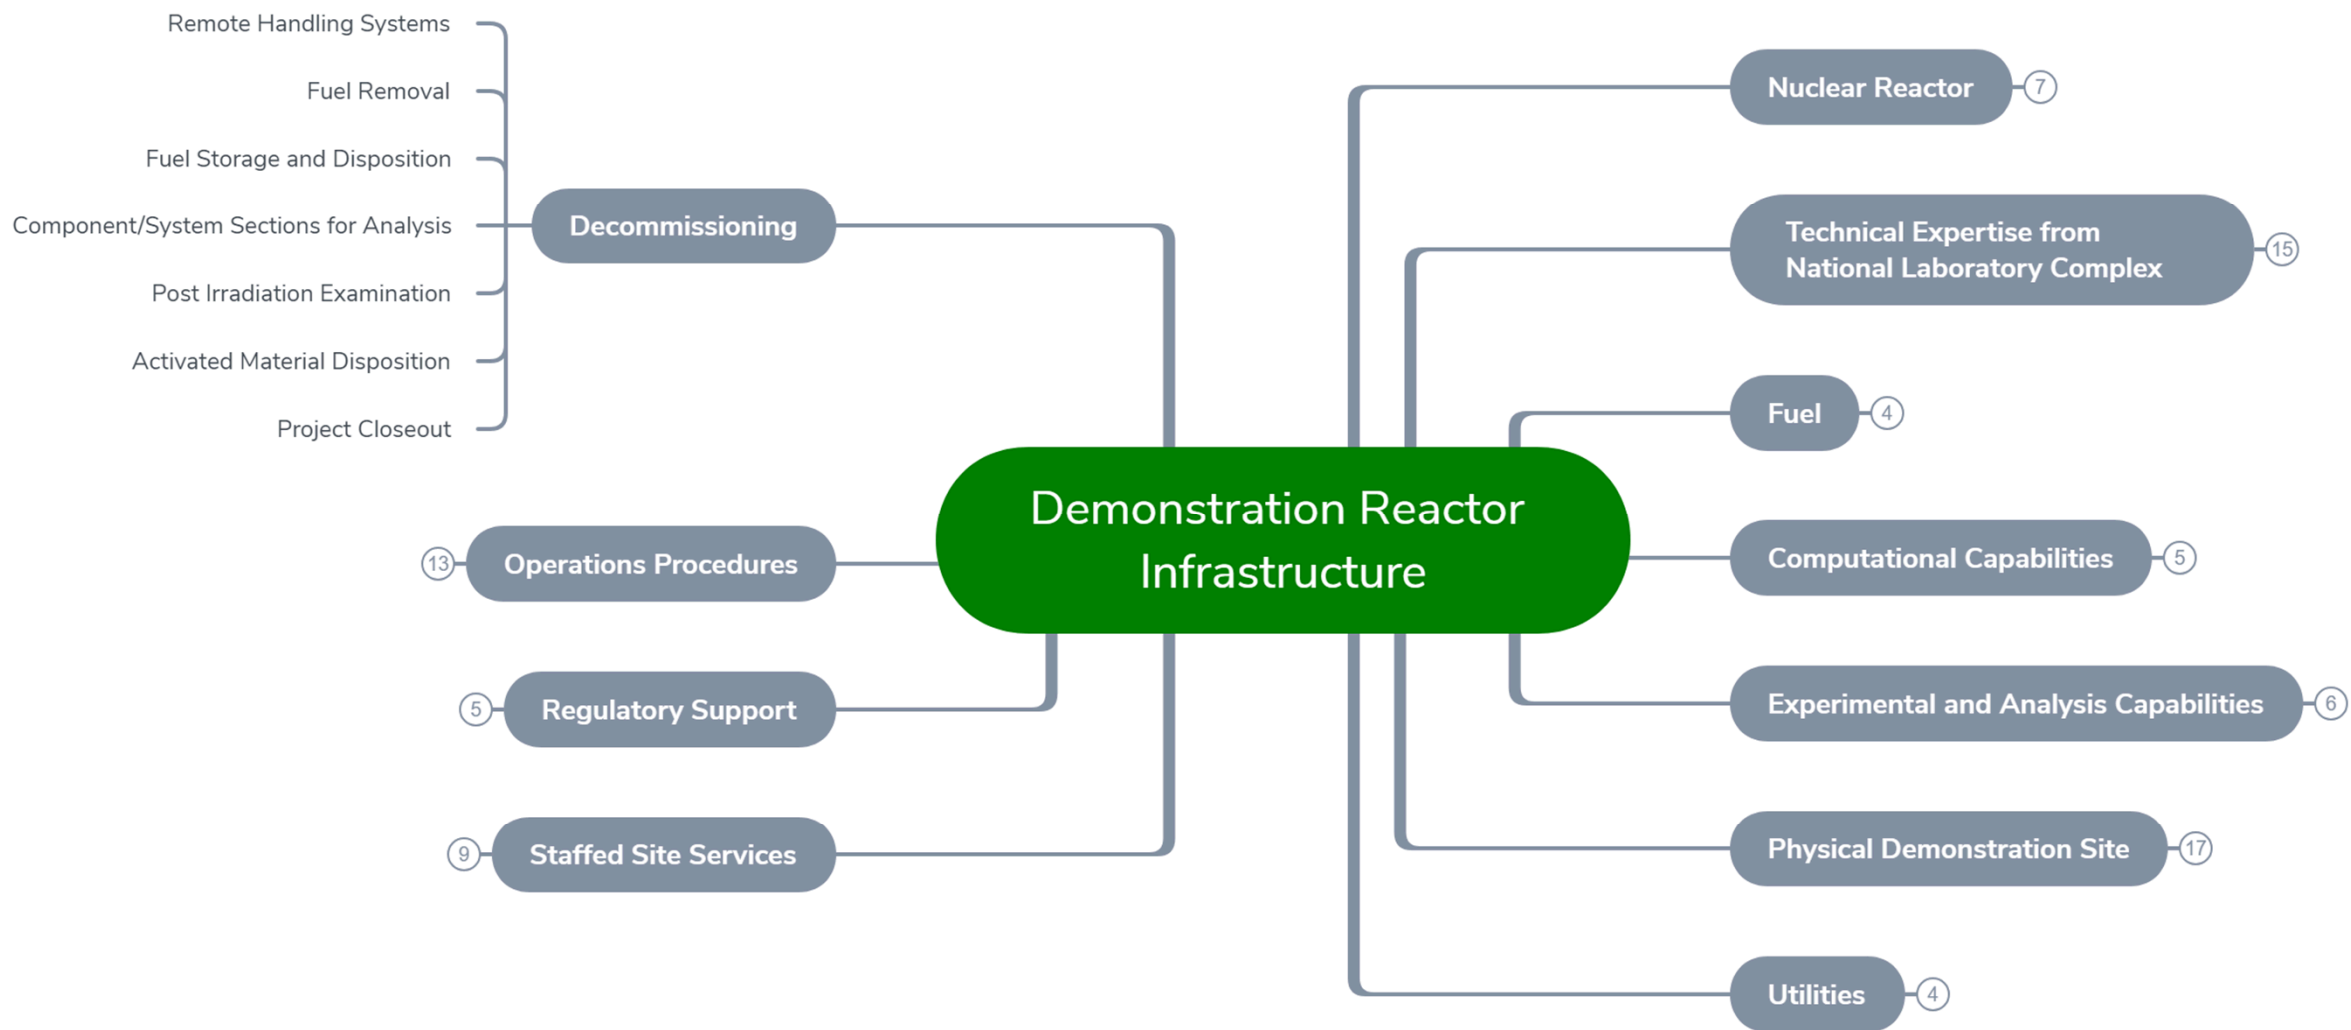 Remote Handling Systems
Fuel Removal
Fuel Storage and Disposition
Component/System Sections for Analysis
Post Irradiation Examination
Activated Material Disposition
Project Closeout
Decommissioning
13
Operations Procedures
5
Regulatory Support
9
Staffed Site Services
Demonstration Reactor
Infrastructure
Nuclear Reactor
7
Technical Expertise from
National Laboratory Complex
15
Fuel
4
Computational Capabilities
5
Experimental and Analysis Capabilities
6
Physical Demonstration Site
17
Utilities
4